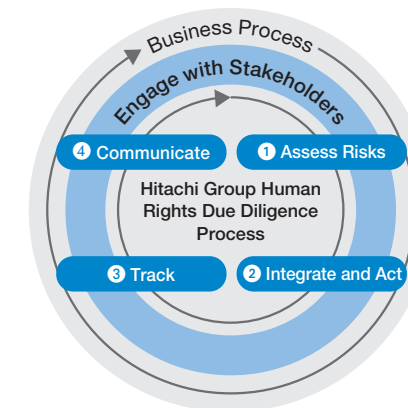 Business Process
Engage with Stakeholders
4 Communicate
1 Assess Risks
Hitachi Group Human
Rights Due Diligence
Process
3 Track
2 Integrate and Act